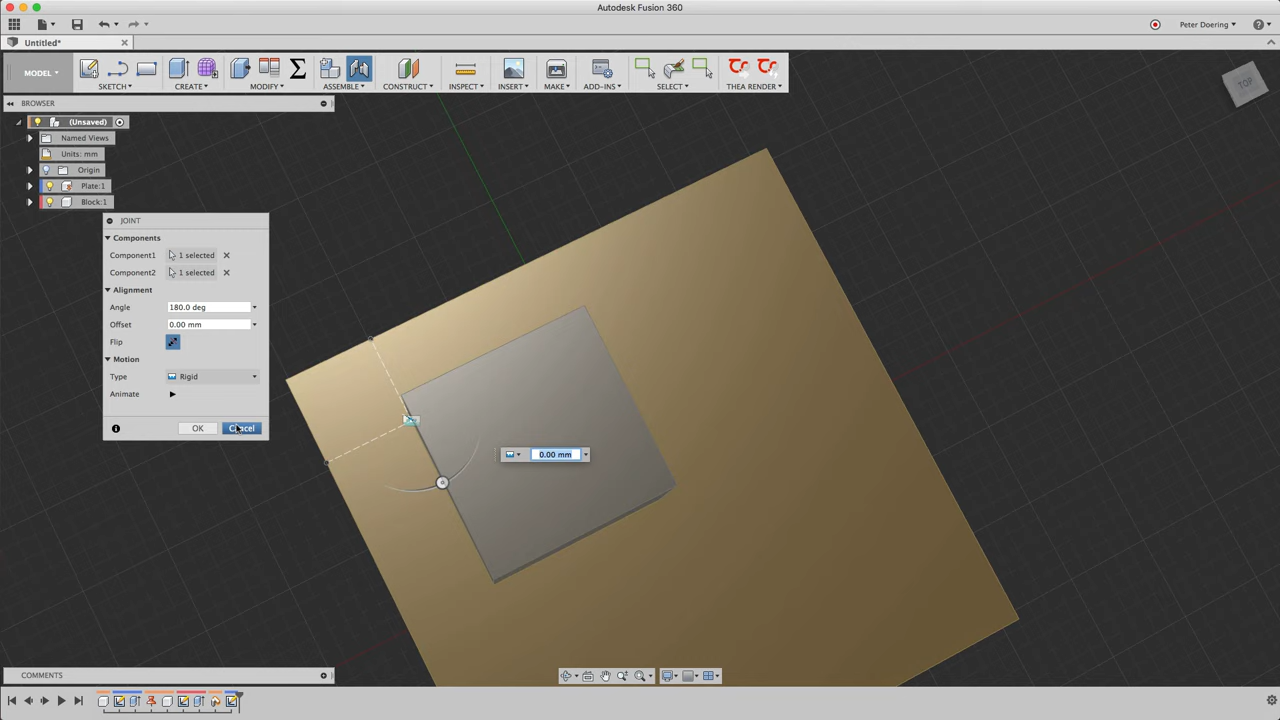 Autodesk Fusion 360
Peter Doering
Untitled*
MODEL
SKETCH
CREATE
MODIFY
ASSEMBLE
CONSTRUCT
INSPECT
INSERT
MAKE
ADD-INS
SELECT
THEA RENDER
TOP
BROWSER
(Unsaved)
Named Views
Units: mm
Origin
Plate:1
Block:1
JOINT
Components
Component1 1 selected
Component2 1 selected
Alignment
Angle 180.0 deg
Offset 0.00 mm
Flip
Motion
Type Rigid
Animate
OK Cancel
0.00 mm
COMMENTS